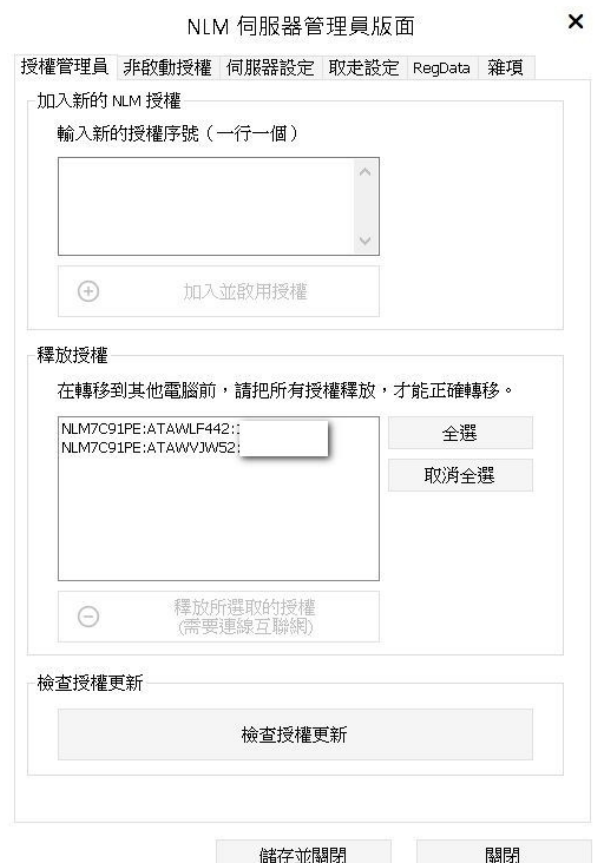 NLM 伺服器管理員版面
授權管理員 非啟動授權 伺服器設定 取走設定 RegData 雜項
加入新的 NLM 授權
輸入新的授權序號（一行一個）
加入並啟用授權
釋放授權
在轉移到其他電腦前，請把所有授權釋放，才能正確轉移。
NLM7C91PE:ATAWLF442:
NLM7C91PE:ATAWVJW52:
全選
取消全選
釋放所選取的授權
(需要連線互聯網)
檢查授權更新
檢查授權更新
儲存並關閉 關閉